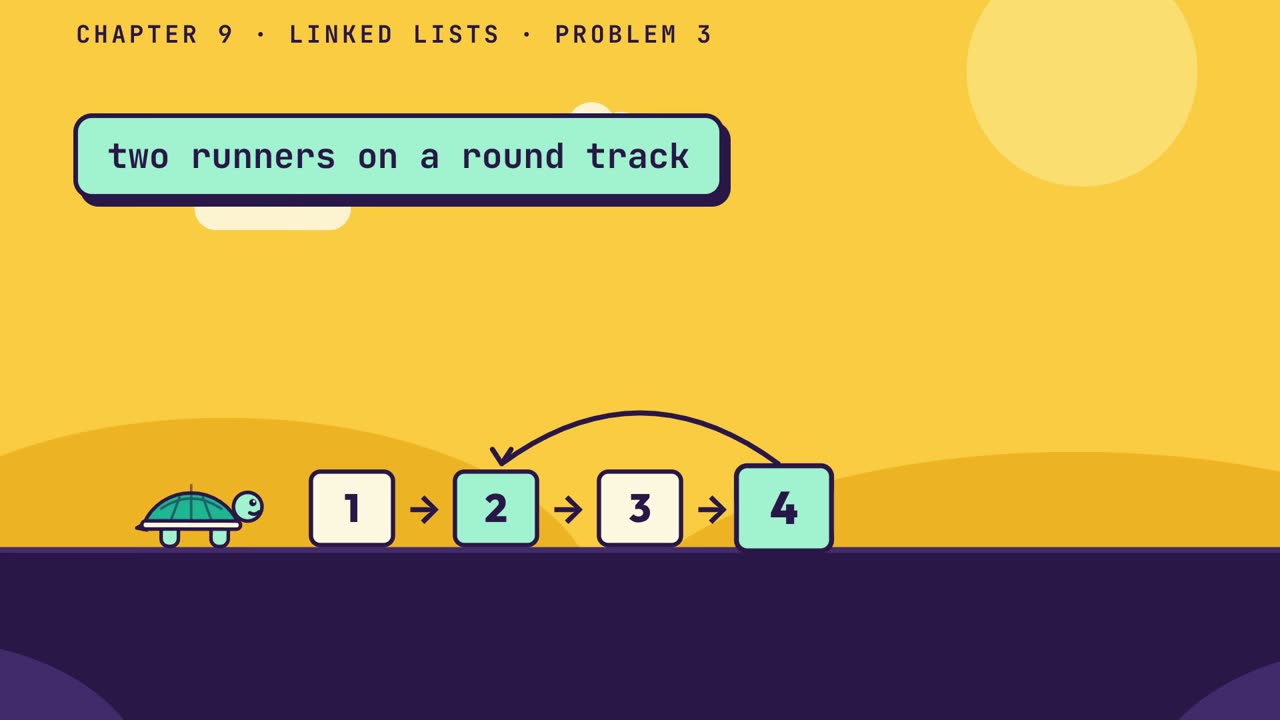 CHAPTER 9 · LINKED LISTS · PROBLEM 3
two runners on a round track
1 → 2 → 3 → 4